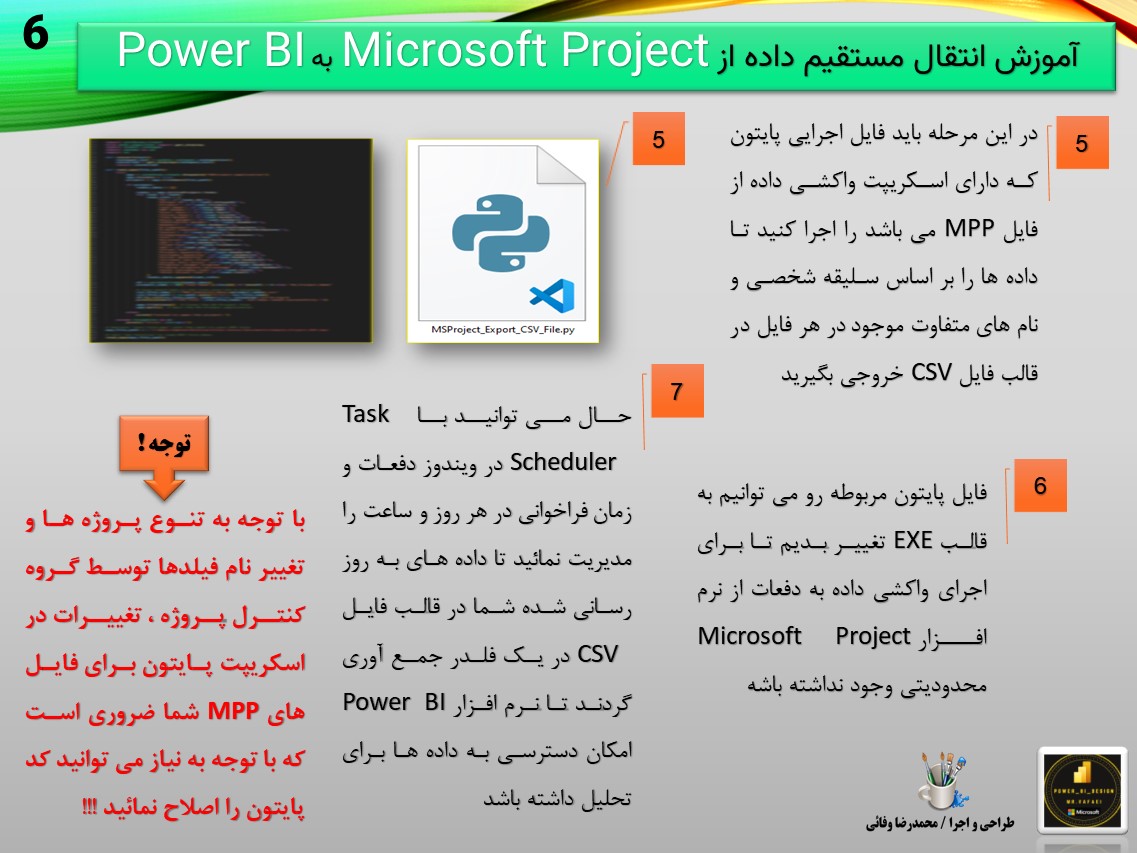 6
آموزش انتقال مستقیم داده از Microsoft Project به Power BI
5
در این مرحله باید فایل اجرایی پایتون
که دارای اسکریپت واکشی داده از
فایل MPP می باشد را اجرا کنید تا
داده ها را بر اساس سلیقه شخصی و
نام های متفاوت موجود در هر فایل در
قالب فایل CSV خروجی بگیرید
5
MSProject_Export_CSV_File.py
6
فایل پایتون مربوطه رو می توانیم به
قالب EXE تغییر بدیم تا برای
اجرای واکشی داده به دفعات از نرم
افزار Microsoft Project
محدودیتی وجود نداشته باشه
7
حال می توانید با Task
Scheduler در ویندوز دفعات و
زمان فراخوانی در هر روز و ساعت را
مدیریت نمائید تا داده های به روز
رسانی شده شما در قالب فایل
CSV در یک فلدر جمع آوری
گردند تا نرم افزار Power BI
امکان دسترسی به داده ها برای
تحلیل داشته باشد
توجه!
با توجه به تنوع پروژه ها و
تغییر نام فیلدها توسط گروه
کنترل پروژه ، تغییرات در
اسکریپت پایتون برای فایل
های MPP شما ضروری است
که با توجه به نیاز می توانید کد
پایتون را اصلاح نمائید !!!
طراحی و اجرا / محمدرضا وفائی
POWER_BI_DESIGN
MR.VAFAEI
Microsoft